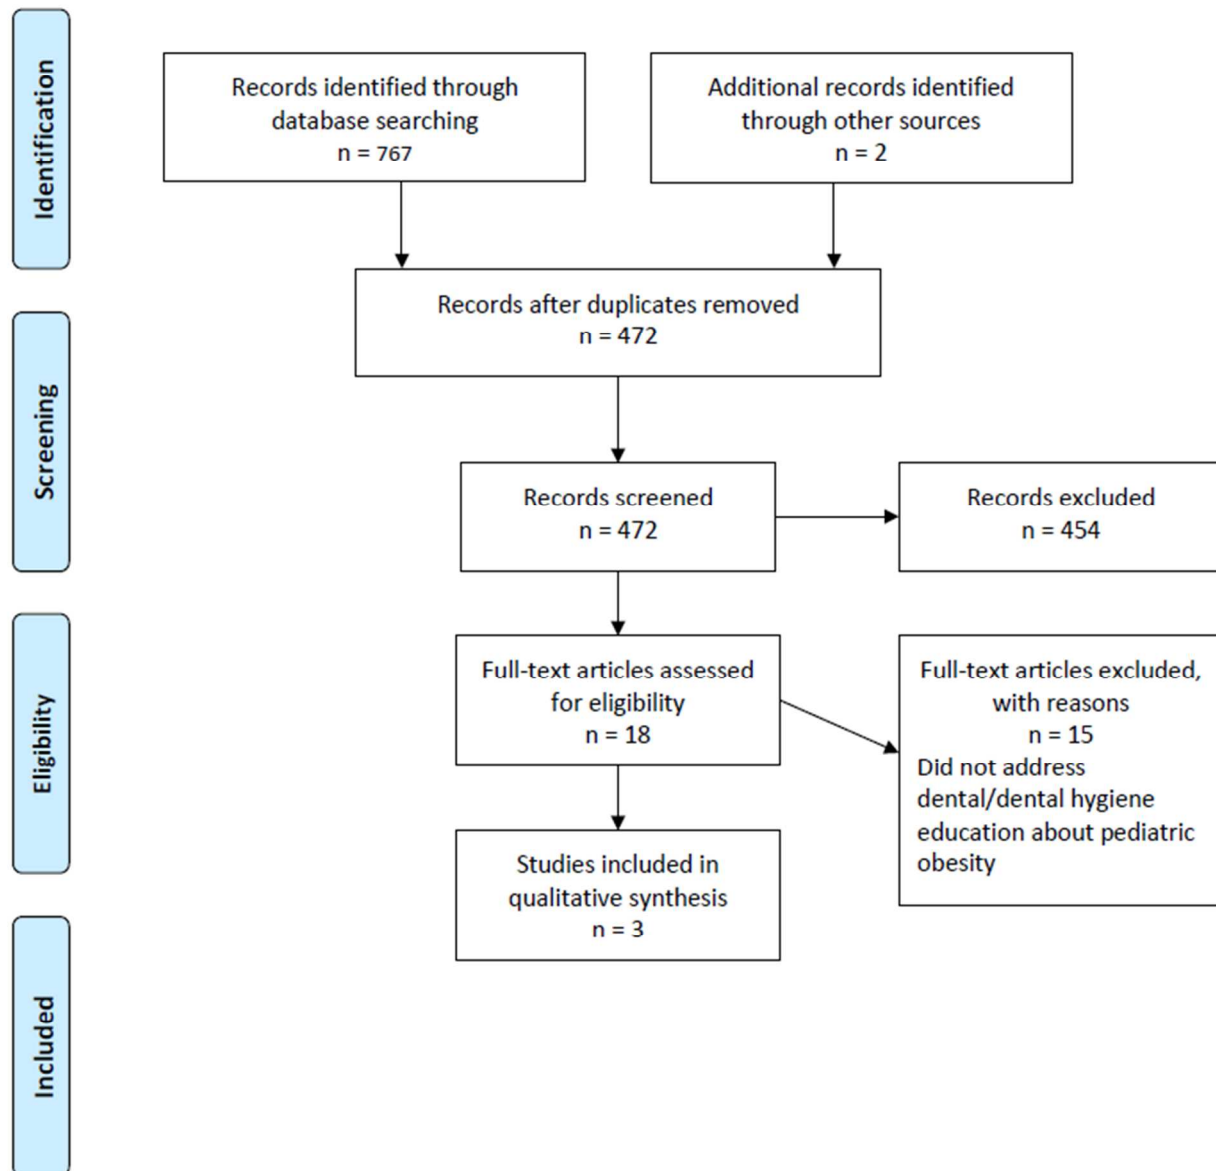 Identification
Records identified through
database searching
n = 767
Additional records identified
through other sources
n = 2
Records after duplicates removed
n = 472
Screening
Records screened
n = 472
Records excluded
n = 454
Eligibility
Full-text articles assessed
for eligibility
n = 18
Full-text articles excluded,
with reasons
n = 15
Did not address
dental/dental hygiene
education about pediatric
obesity
Studies included in
qualitative synthesis
n = 3
Included